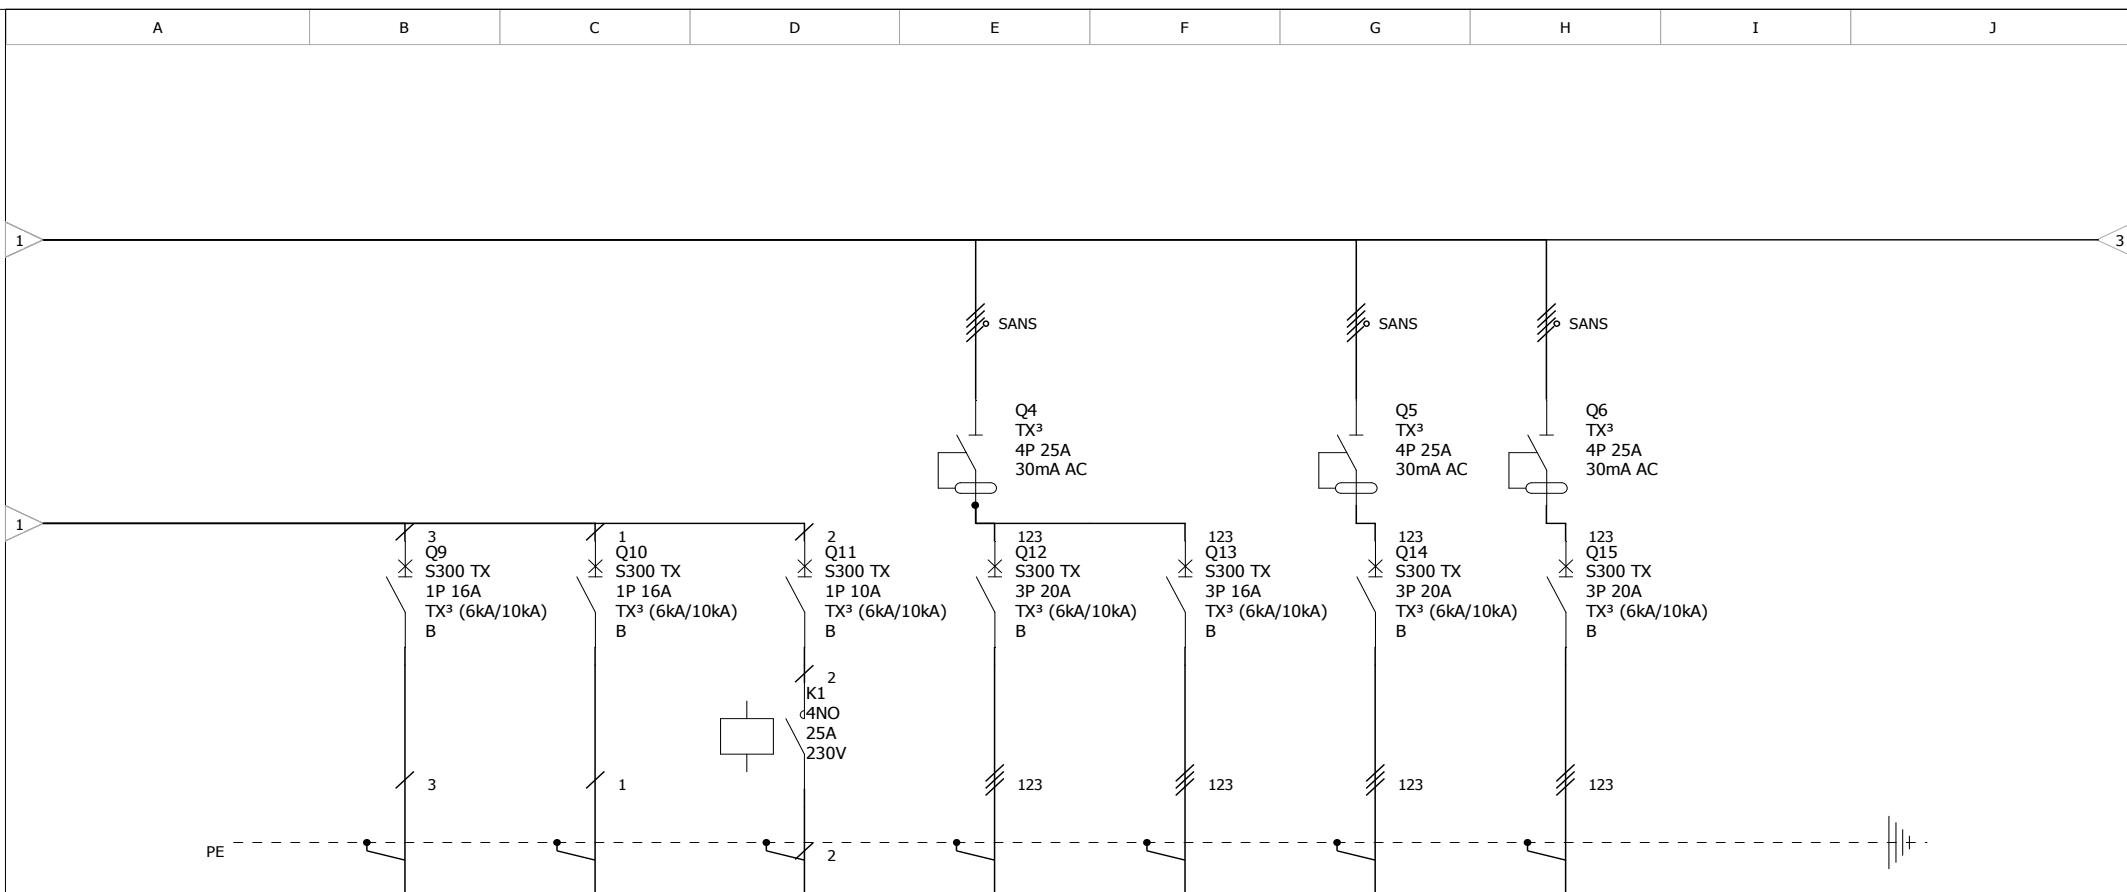 A B C D E F G H I J
1 3
SANS SANS SANS
Q4
TX³
4P 25A
30mA AC
Q5
TX³
4P 25A
30mA AC
Q6
TX³
4P 25A
30mA AC
1
3
Q9
S300 TX
1P 16A
TX³ (6kA/10kA)
B
1
Q10
S300 TX
1P 16A
TX³ (6kA/10kA)
B
2
Q11
S300 TX
1P 10A
TX³ (6kA/10kA)
B
123
Q12
S300 TX
3P 20A
TX³ (6kA/10kA)
B
123
Q13
S300 TX
3P 16A
TX³ (6kA/10kA)
B
123
Q14
S300 TX
3P 20A
TX³ (6kA/10kA)
B
123
Q15
S300 TX
3P 20A
TX³ (6kA/10kA)
B
2
K1
4NO
25A
230V
3 1 123 123 123 123
PE 2